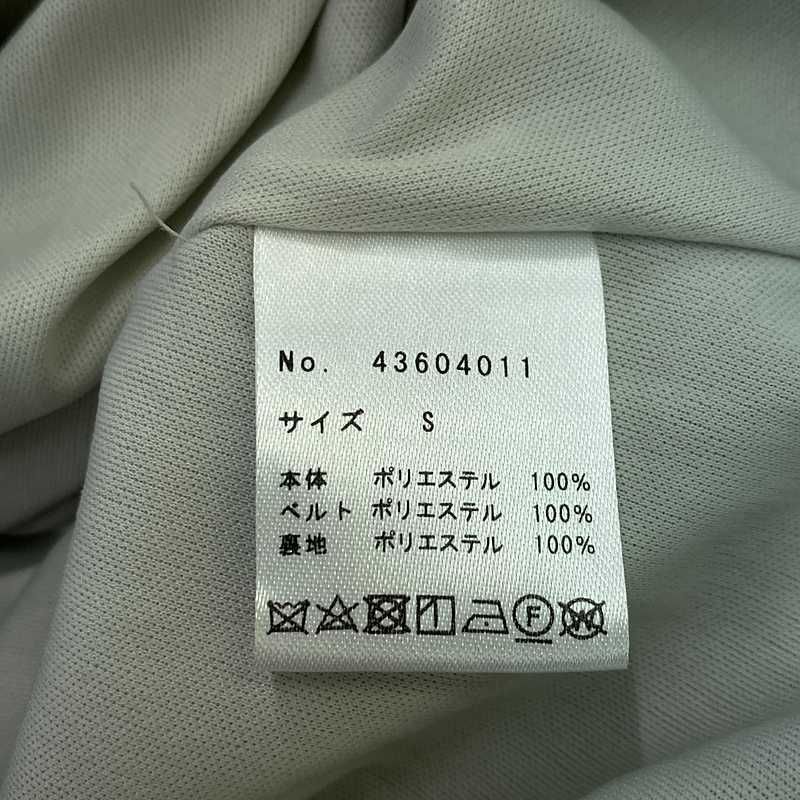 No. 43604011
サイズ S
本体 ポリエステル 100%
ベルト ポリエステル 100%
裏地 ポリエステル 100%
F W